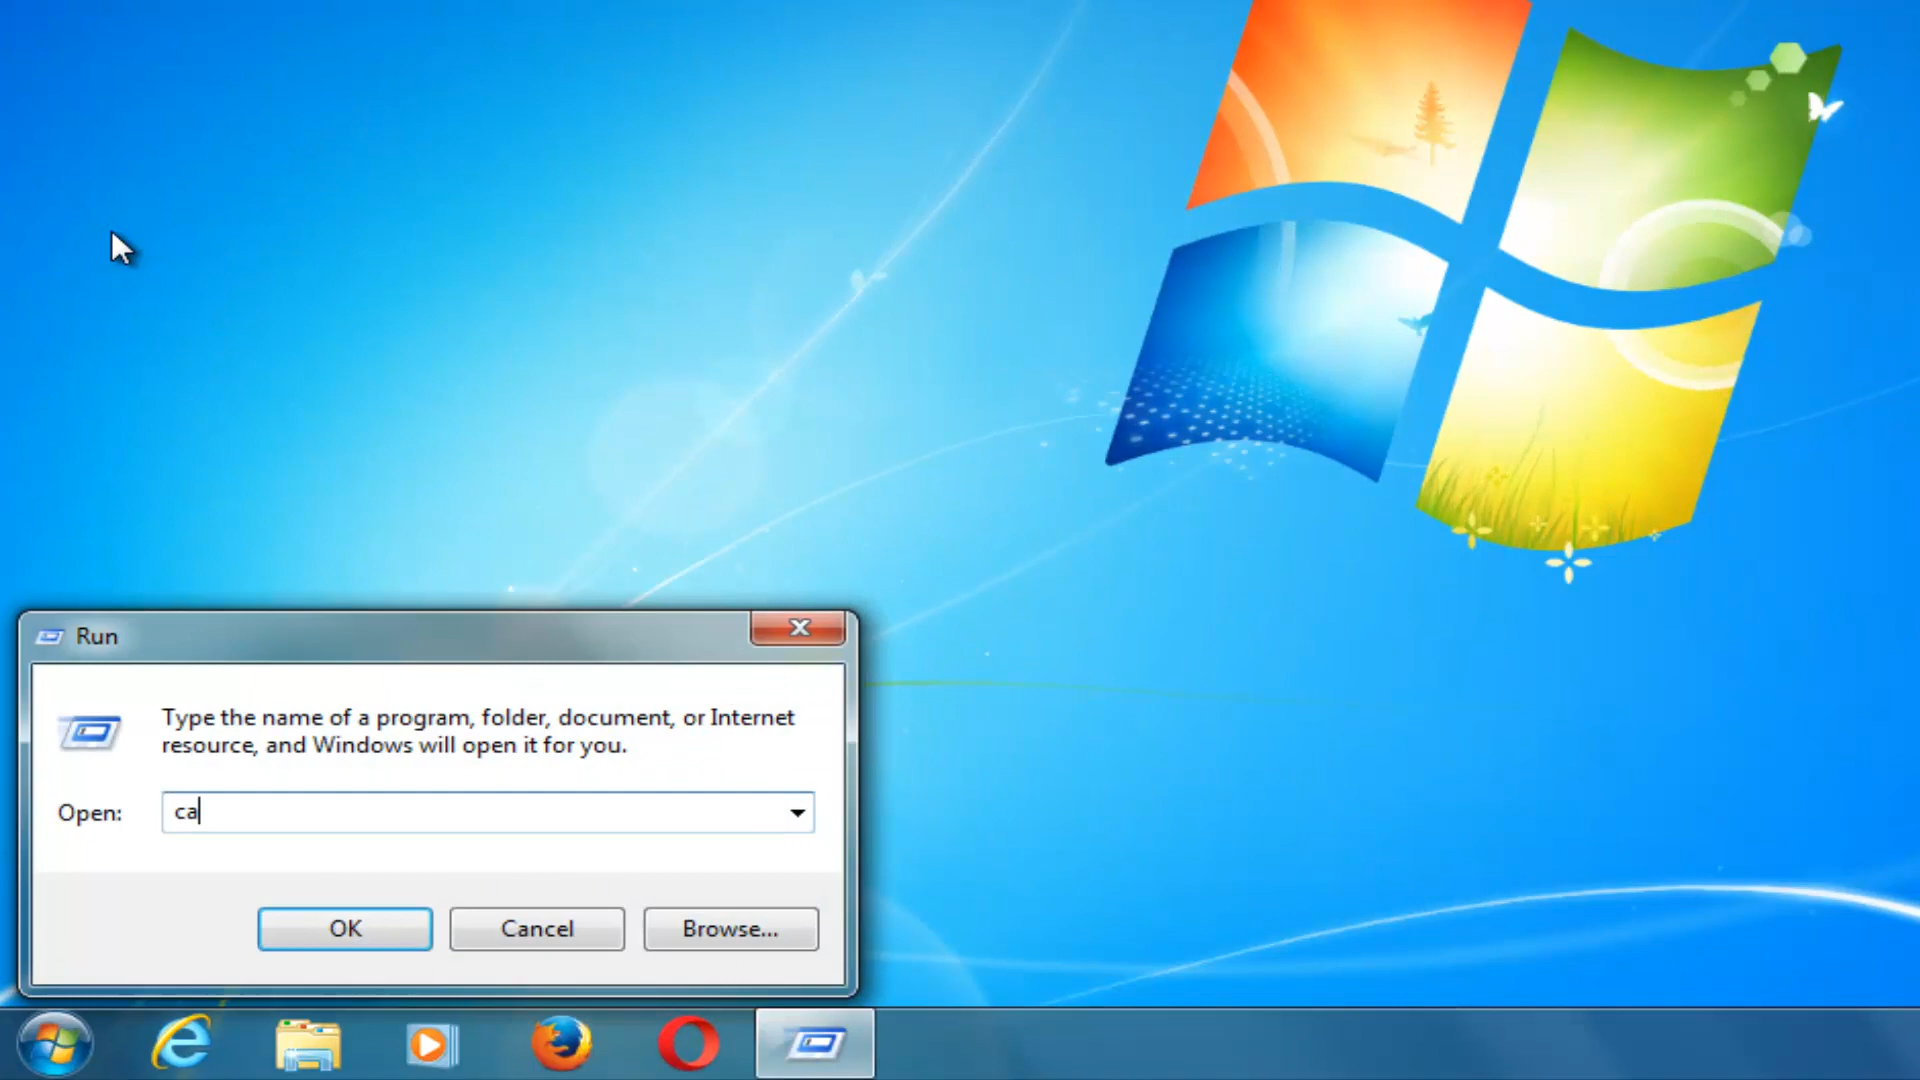 Run
Type the name of a program, folder, document, or Internet
resource, and Windows will open it for you.
Open: ca
OK Cancel Browse...